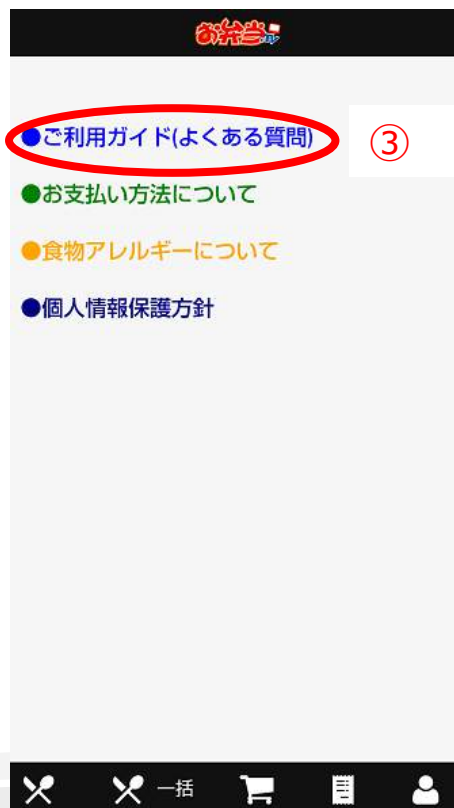 お弁当
●ご利用ガイド(よくある質問)
③
●お支払い方法について
●食物アレルギーについて
●個人情報保護方針
一括